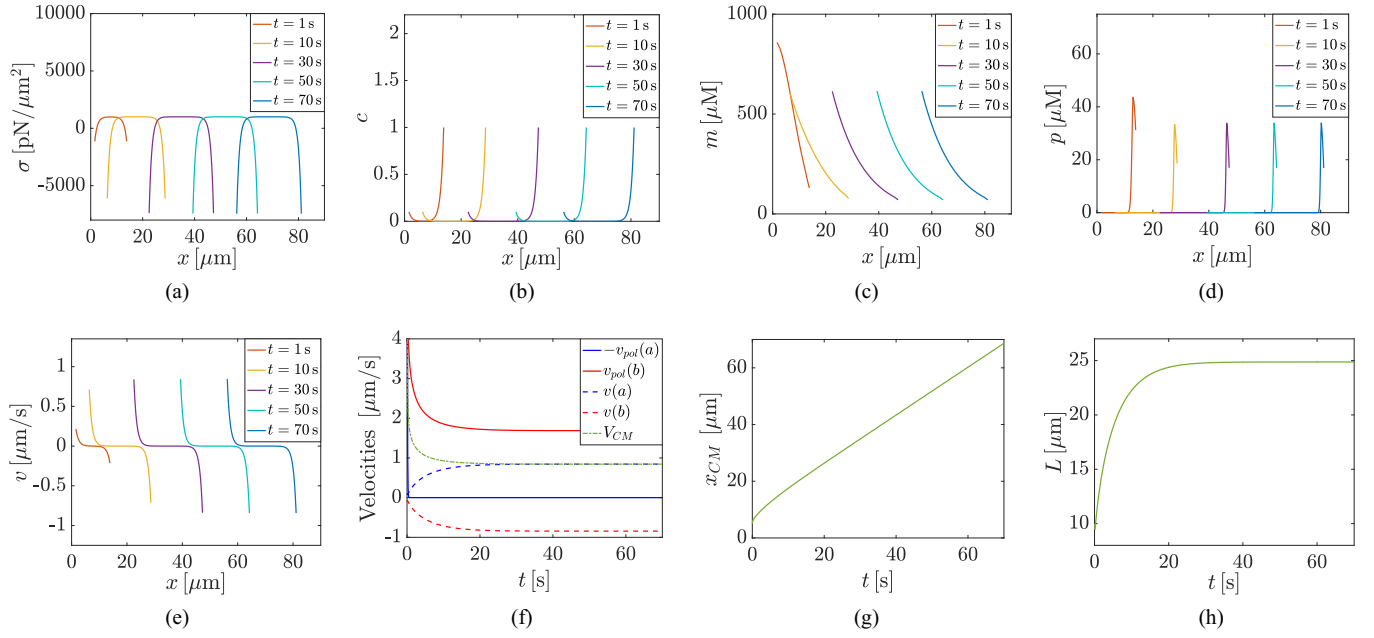 10000
5000
0
-5000
0 20 40 60 80
σ [pN/μm²]
x [μm]
t = 1 s
t = 10 s
t = 30 s
t = 50 s
t = 70 s
(a)
2
1.5
1
0.5
0
0 20 40 60 80
c
x [μm]
t = 1 s
t = 10 s
t = 30 s
t = 50 s
t = 70 s
(b)
1000
500
0
0 20 40 60 80
m [μM]
x [μm]
t = 1 s
t = 10 s
t = 30 s
t = 50 s
t = 70 s
(c)
60
40
20
0
0 20 40 60 80
p [μM]
x [μm]
t = 1 s
t = 10 s
t = 30 s
t = 50 s
t = 70 s
(d)
1
0.5
0
-0.5
-1
0 20 40 60 80
v [μm/s]
x [μm]
t = 1 s
t = 10 s
t = 30 s
t = 50 s
t = 70 s
(e)
4
3
2
1
0
-1
0 20 40 60
Velocities [μm/s]
t [s]
−v_pol(a)
v_pol(b)
v(a)
v(b)
V_CM
(f)
60
40
20
0
0 20 40 60
x_CM [μm]
t [s]
(g)
25
20
15
10
0 20 40 60
L [μm]
t [s]
(h)